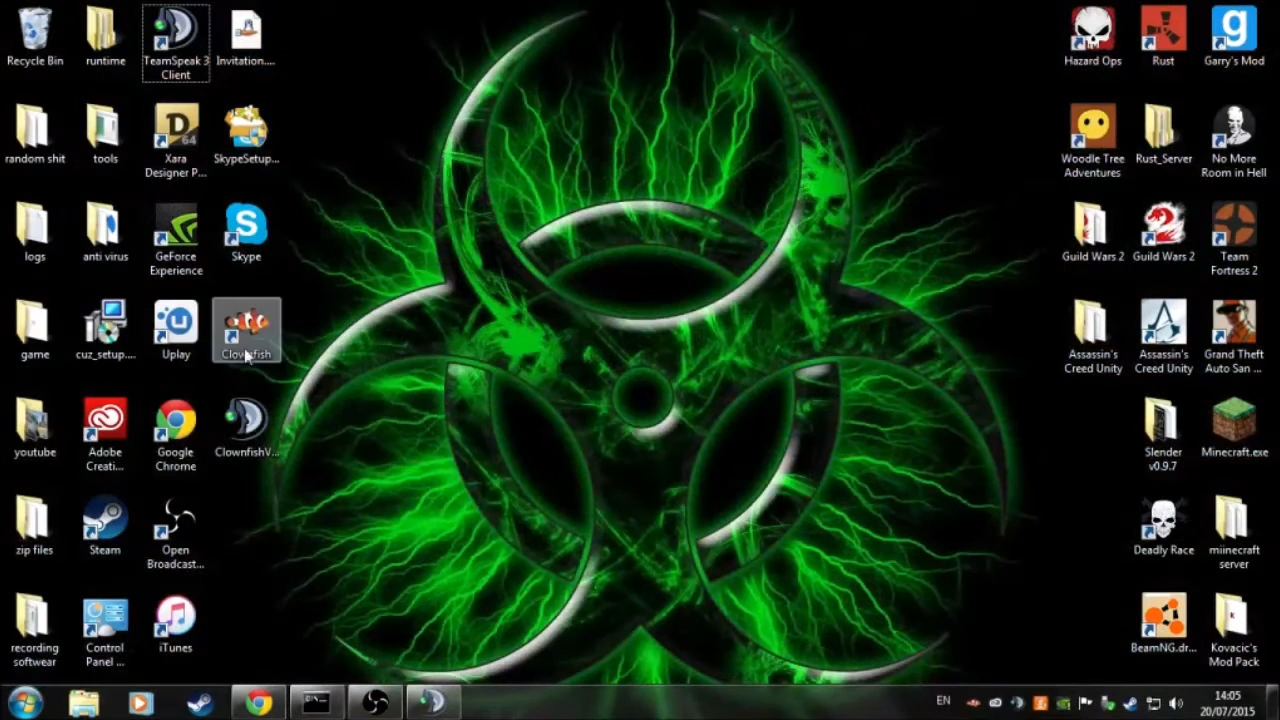 Recycle Bin
runtime
TeamSpeak 3
Client
Invitation....
random shit
tools
D
64
Xara
Designer P...
SkypeSetup...
logs
anti virus
GeForce
Experience
S
Skype
game
cuz_setup....
Uplay
Clownfish
youtube
Adobe
Creati...
Google
Chrome
ClownfishV...
zip files
Steam
Open
Broadcast...
recording
softwear
Control
Panel ...
iTunes
Hazard Ops
Rust
g
Garry's Mod
Woodle Tree
Adventures
Rust_Server
No More
Room in Hell
Guild Wars 2
Guild Wars 2
Team
Fortress 2
Assassin's
Creed Unity
Assassin's
Creed Unity
Grand Theft
Auto San ...
Slender
v0.9.7
Minecraft.exe
Deadly Race
miinecraft
server
BeamNG.dr...
Kovacic's
Mod Pack
EN
14:05
20/07/2015